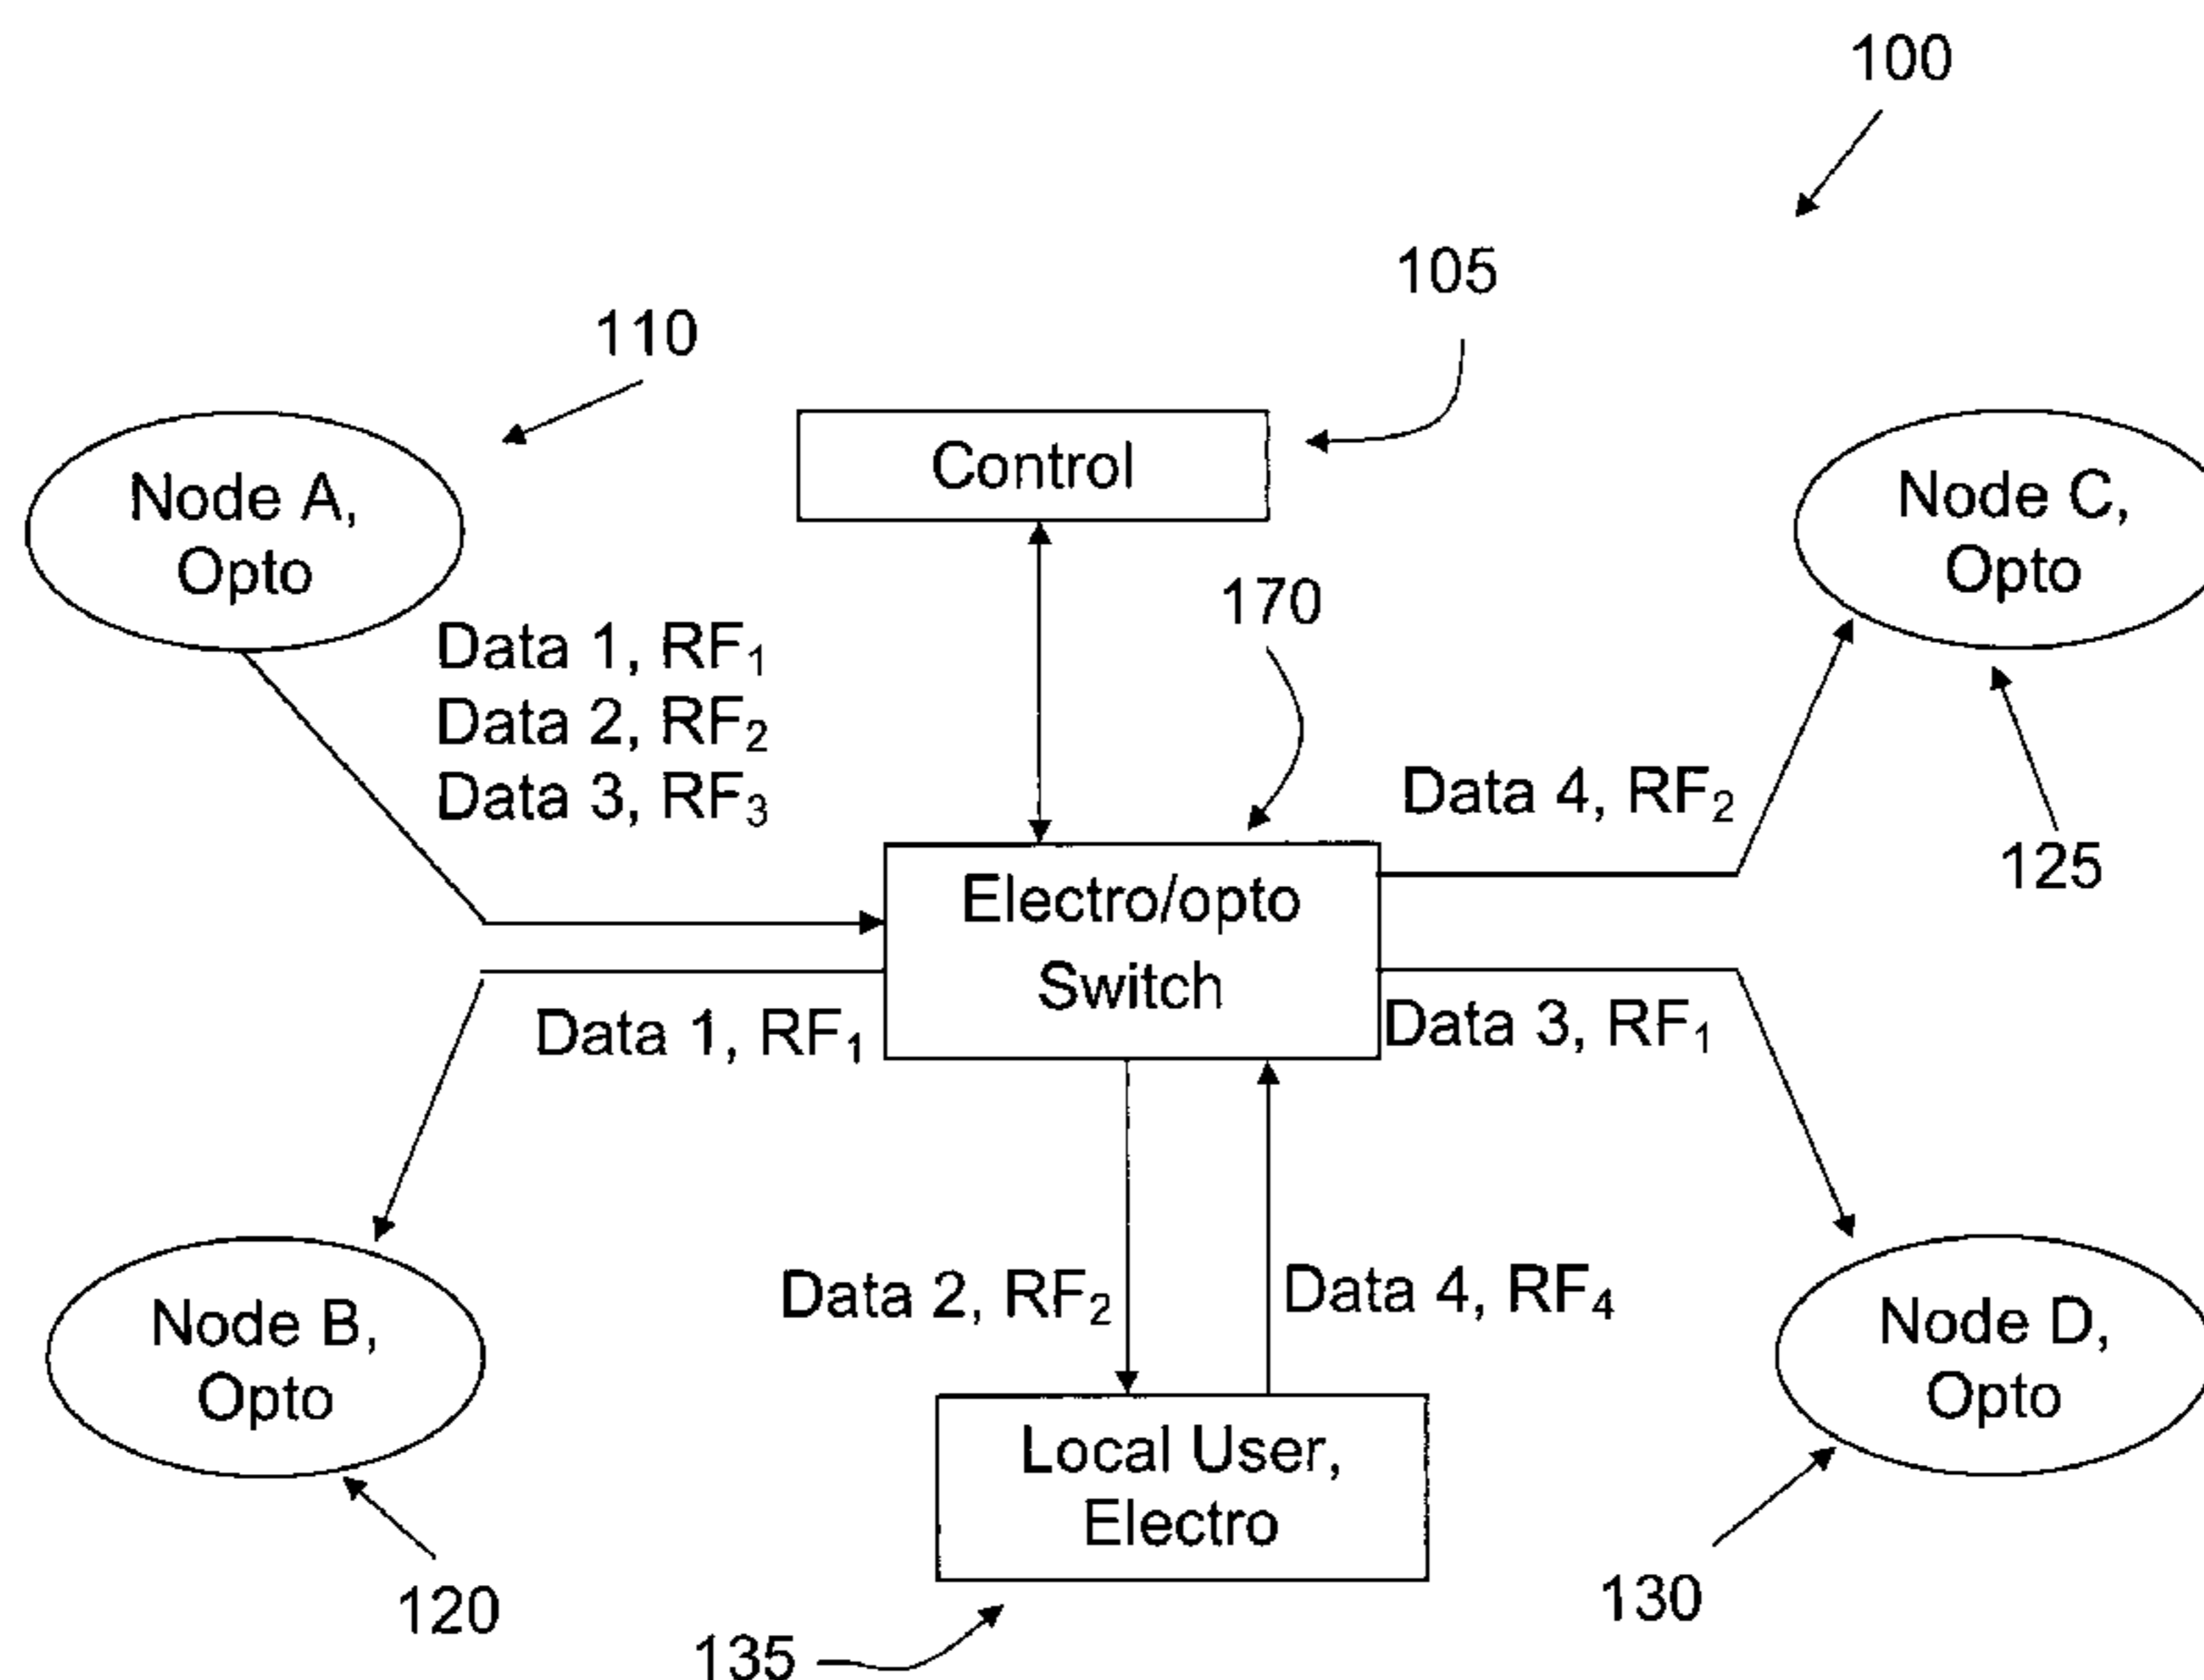 100
105
110
Control
Node A,
Opto
Node C,
Opto
170
Data 1, RF₁
Data 2, RF₂
Data 3, RF₃
Data 4, RF₂
125
Electro/opto
Switch
Data 1, RF₁
Data 3, RF₁
Data 2, RF₂
Data 4, RF₄
Node B,
Opto
Node D,
Opto
Local User,
Electro
120
130
135